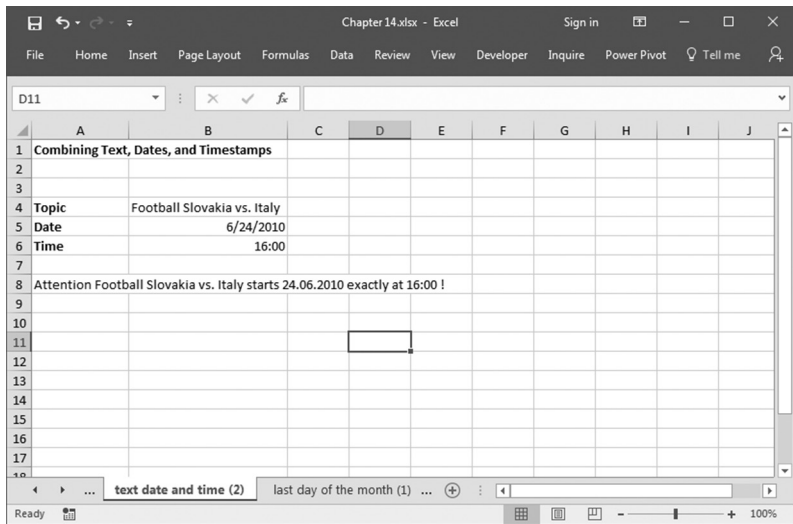 Chapter 14.xlsx - Excel
Sign in
File Home Insert Page Layout Formulas Data Review View Developer Inquire Power Pivot Tell me
D11 fx
A B C D E F G H I J
1 Combining Text, Dates, and Timestamps
2
3
4 Topic Football Slovakia vs. Italy
5 Date 6/24/2010
6 Time 16:00
7
8 Attention Football Slovakia vs. Italy starts 24.06.2010 exactly at 16:00 !
9
10
11
12
13
14
15
16
17
18
... text date and time (2) last day of the month (1) ...
Ready 100%